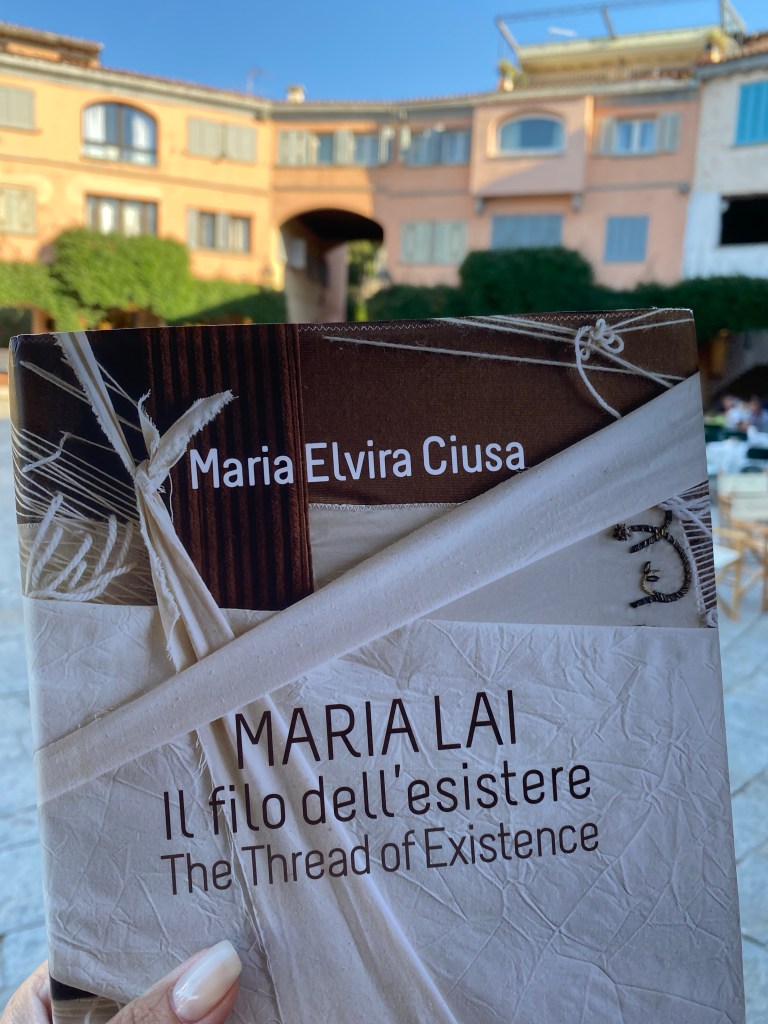 Maria Elvira Ciusa
MARIA LAI
Il filo dell'esistere
The Thread of Existence